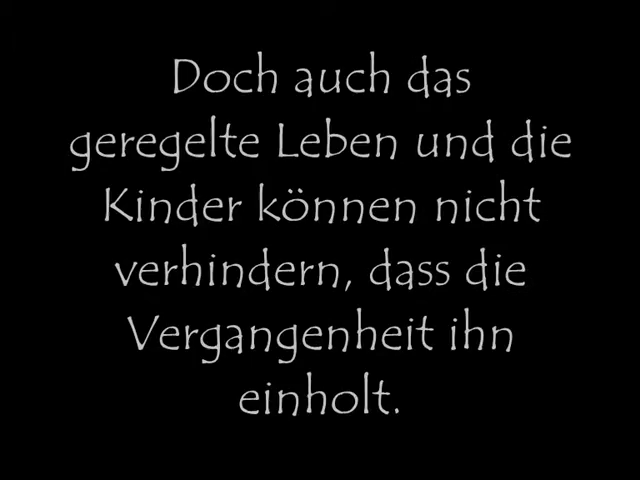 Doch auch das
geregelte Leben und die
Kinder können nicht
verhindern, dass die
Vergangenheit ihn
einholt.